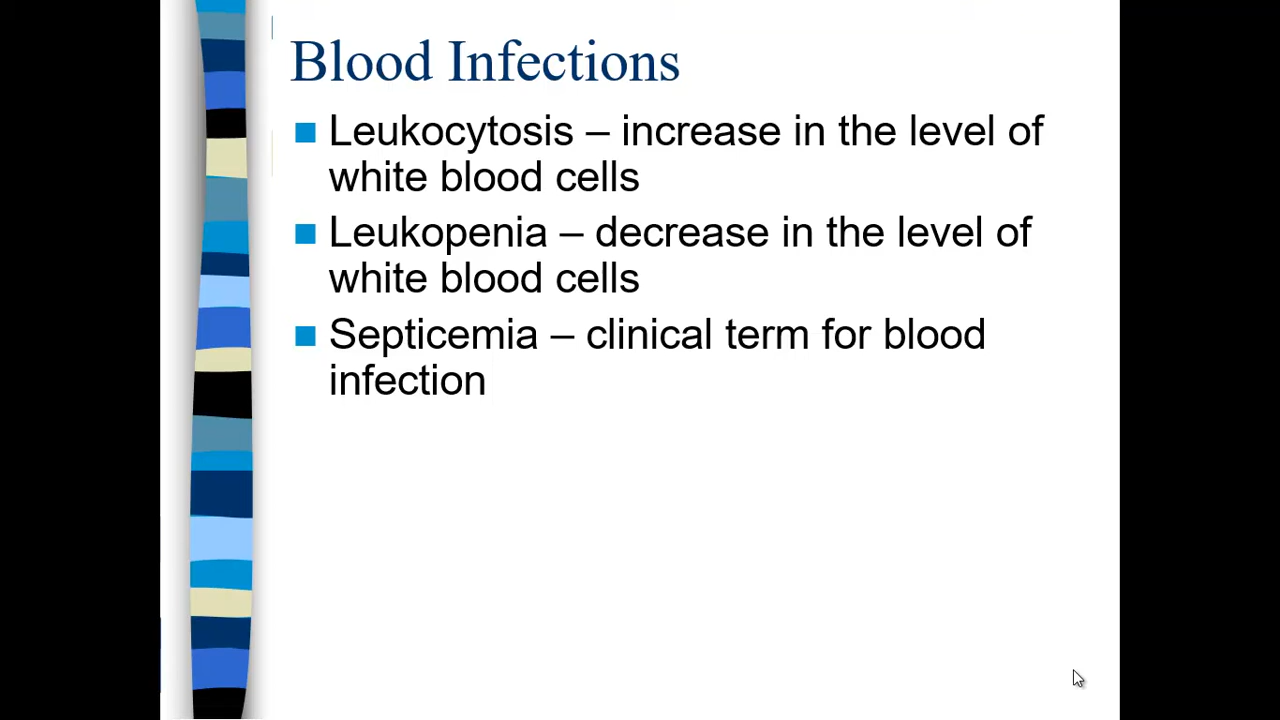 Blood Infections
Leukocytosis – increase in the level of
white blood cells
Leukopenia – decrease in the level of
white blood cells
Septicemia – clinical term for blood
infection